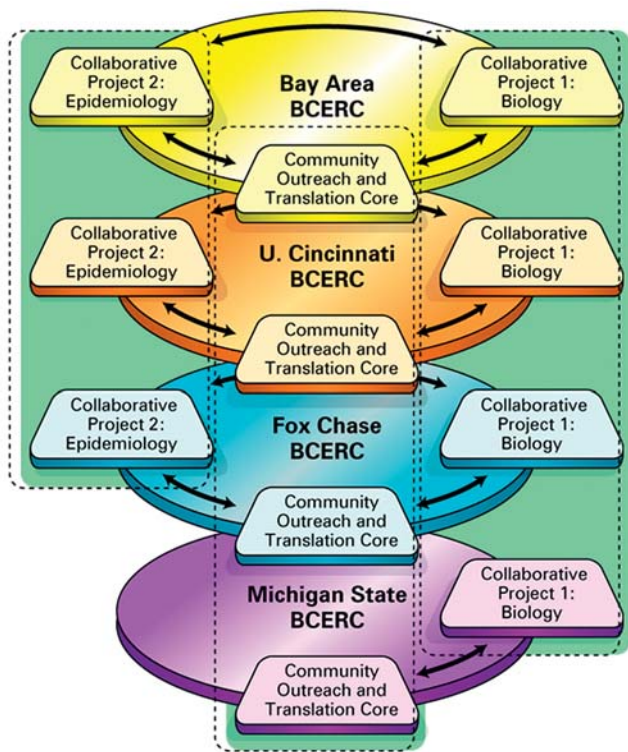 Collaborative
Project 2:
Epidemiology
Bay Area
BCERC
Collaborative
Project 1:
Biology
Community
Outreach and
Translation Core
Collaborative
Project 2:
Epidemiology
U. Cincinnati
BCERC
Collaborative
Project 1:
Biology
Community
Outreach and
Translation Core
Collaborative
Project 2:
Epidemiology
Fox Chase
BCERC
Collaborative
Project 1:
Biology
Community
Outreach and
Translation Core
Michigan State
BCERC
Collaborative
Project 1:
Biology
Community
Outreach and
Translation Core